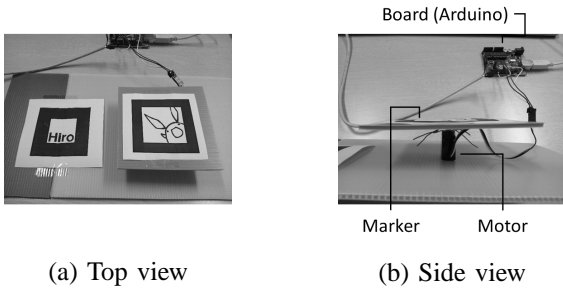 Board (Arduino)
Hiro
Marker
Motor
(a) Top view
(b) Side view